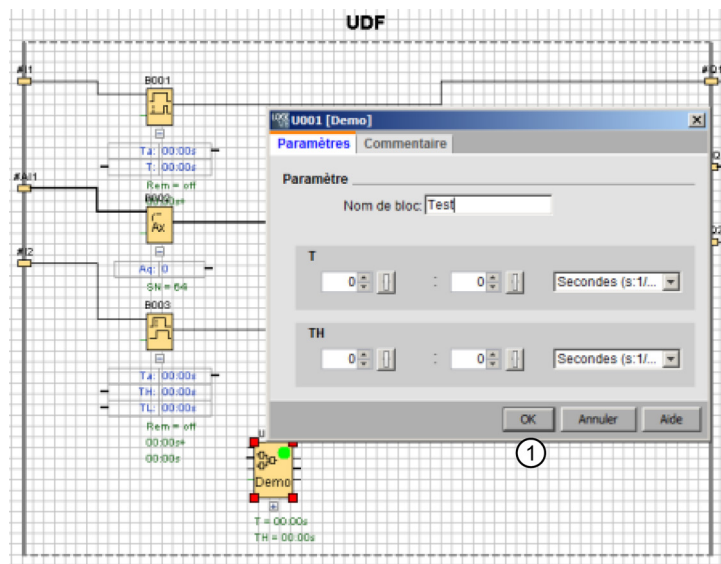 UDF
#I1
B001
#Q1
Ta: 00:00s
T: 00:00s
Rem = off
#AI1
Ax
#I2
Aq: 0
SN = 64
B003
Ta: 00:00s
TH: 00:00s
TL: 00:00s
Rem = off
00:00s+
00:00s
U001 [Demo]
Paramètres
Commentaire
Paramètre
Nom de bloc: Test
T
0 : 0 Secondes (s:1/...
TH
0 : 0 Secondes (s:1/...
OK
Annuler
Aide
1
Demo
T = 00:00s
TH = 00:00s